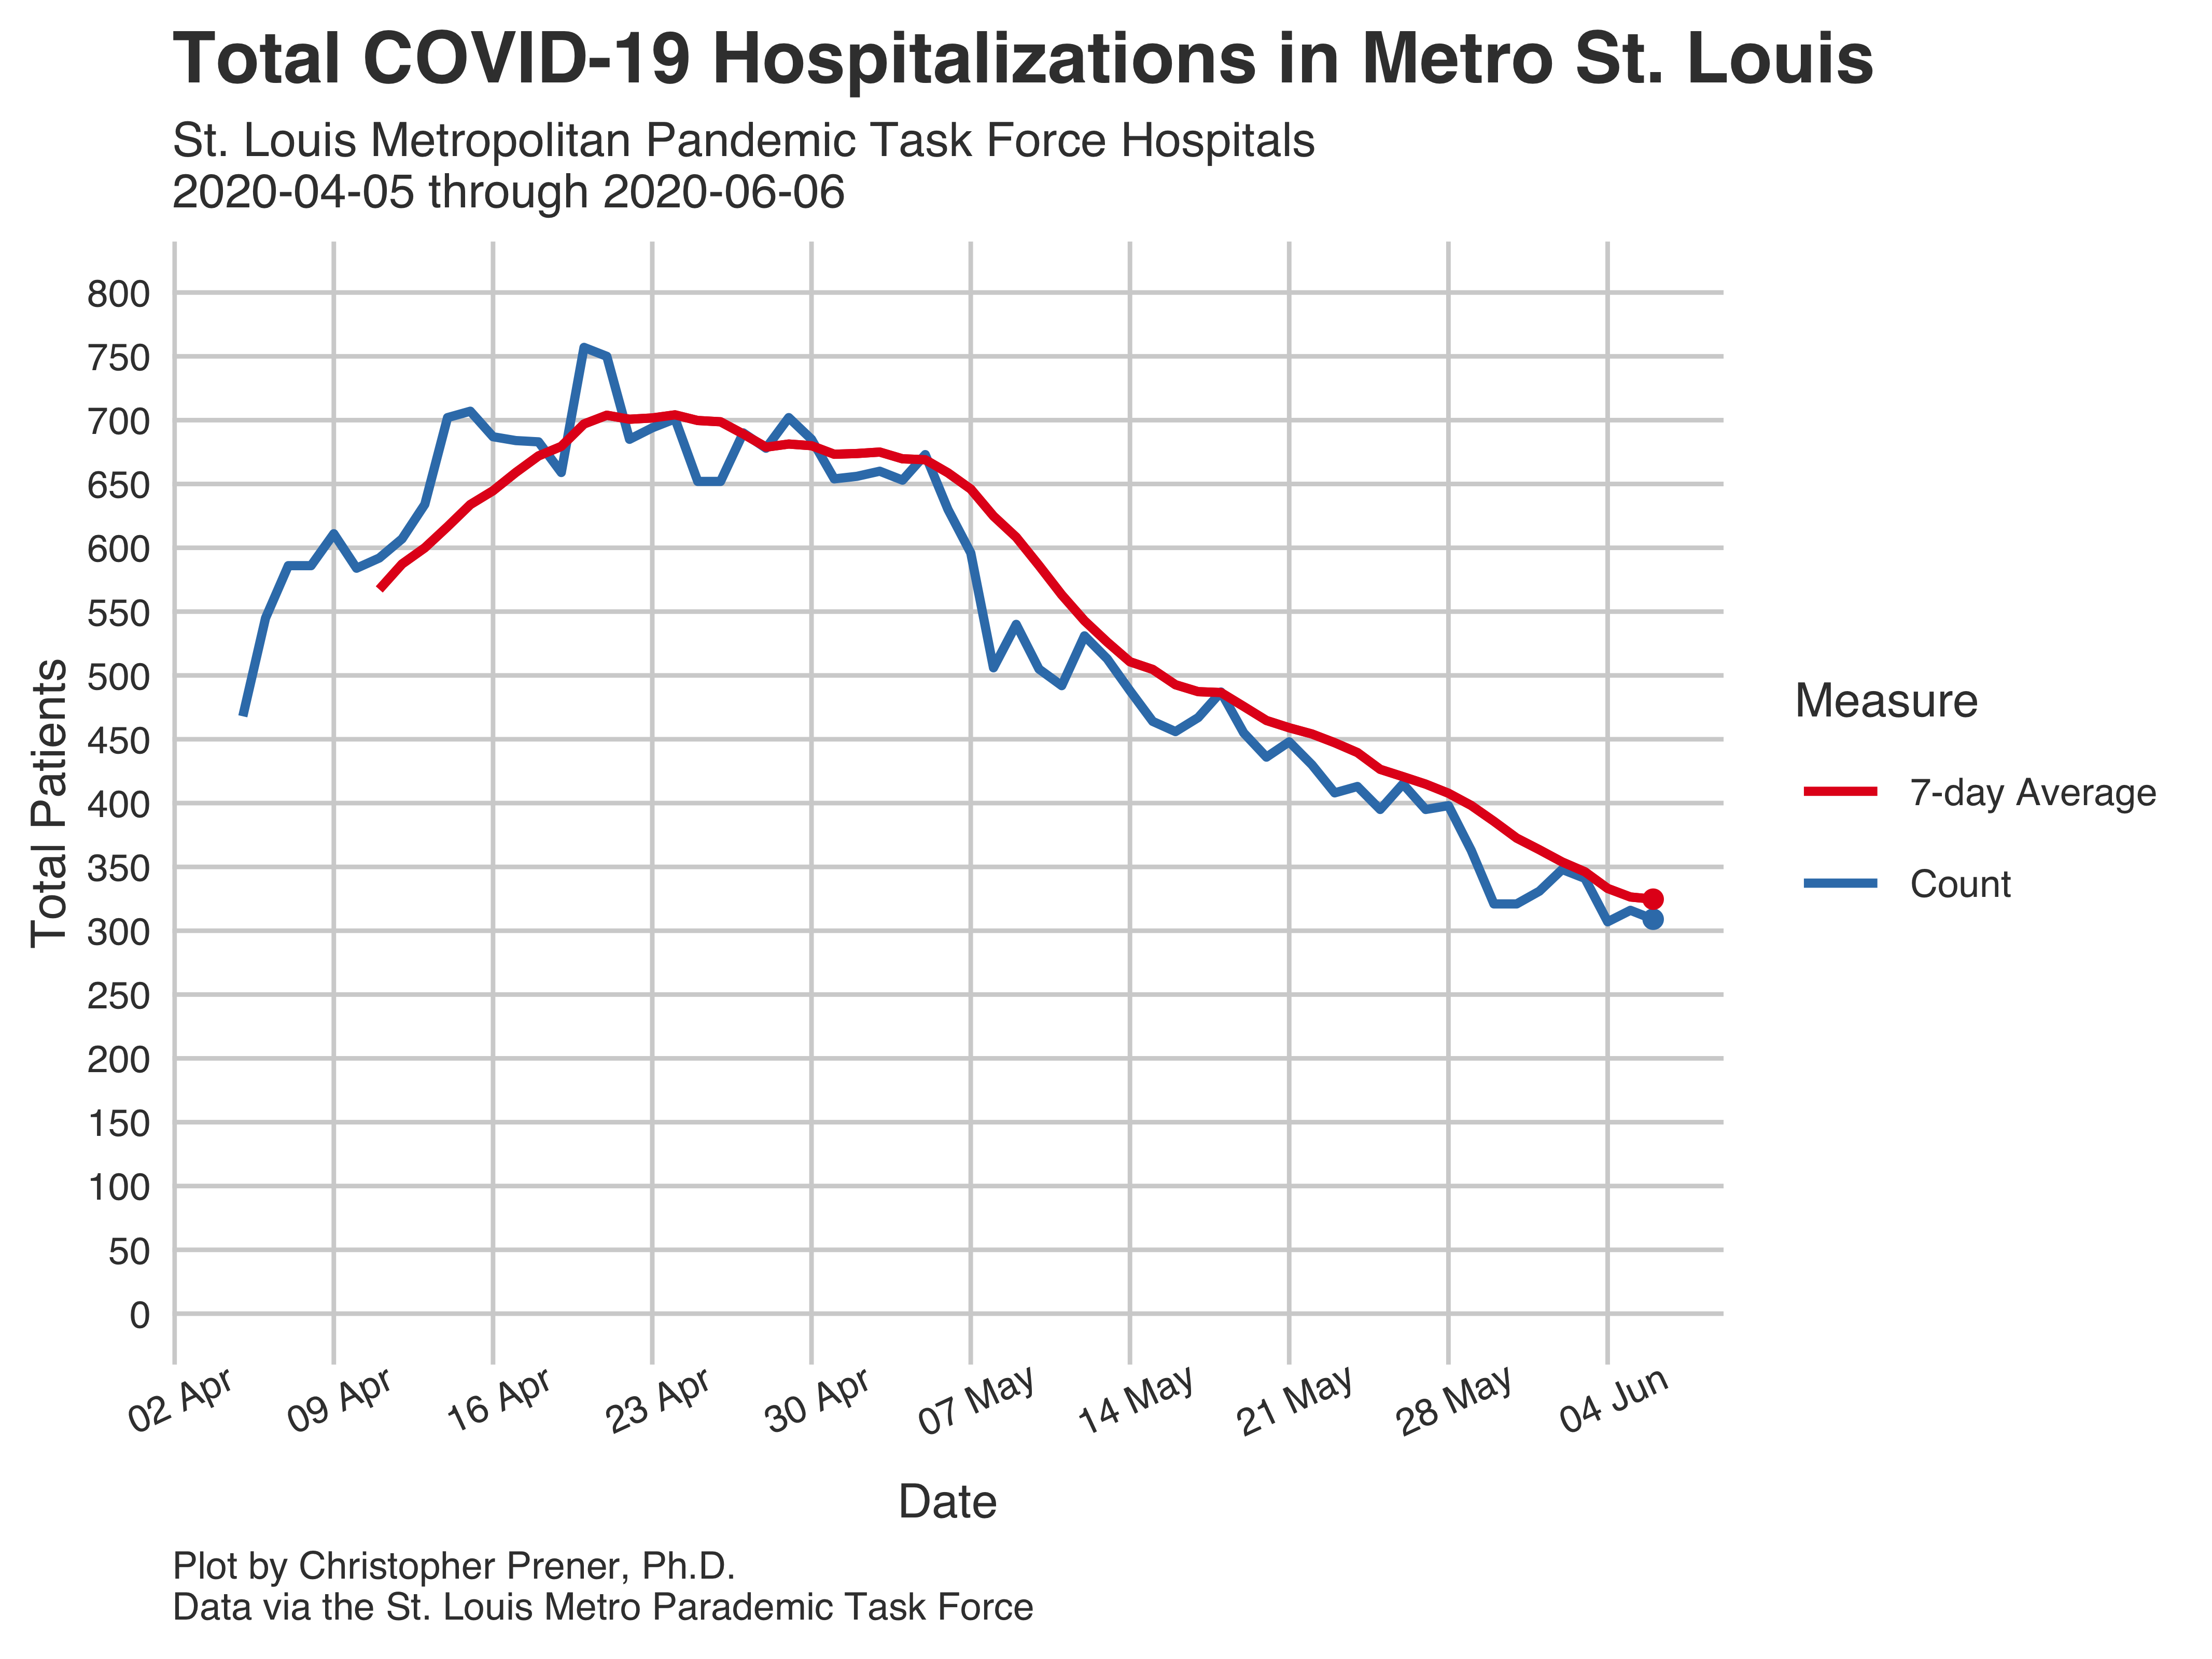 Total COVID-19 Hospitalizations in Metro St. Louis
St. Louis Metropolitan Pandemic Task Force Hospitals
2020-04-05 through 2020-06-06
Total Patients
800
750
700
650
600
550
500
450
400
350
300
250
200
150
100
50
0
02 Apr
09 Apr
16 Apr
23 Apr
30 Apr
07 May
14 May
21 May
28 May
04 Jun
Date
Measure
7-day Average
Count
Plot by Christopher Prener, Ph.D.
Data via the St. Louis Metro Parademic Task Force